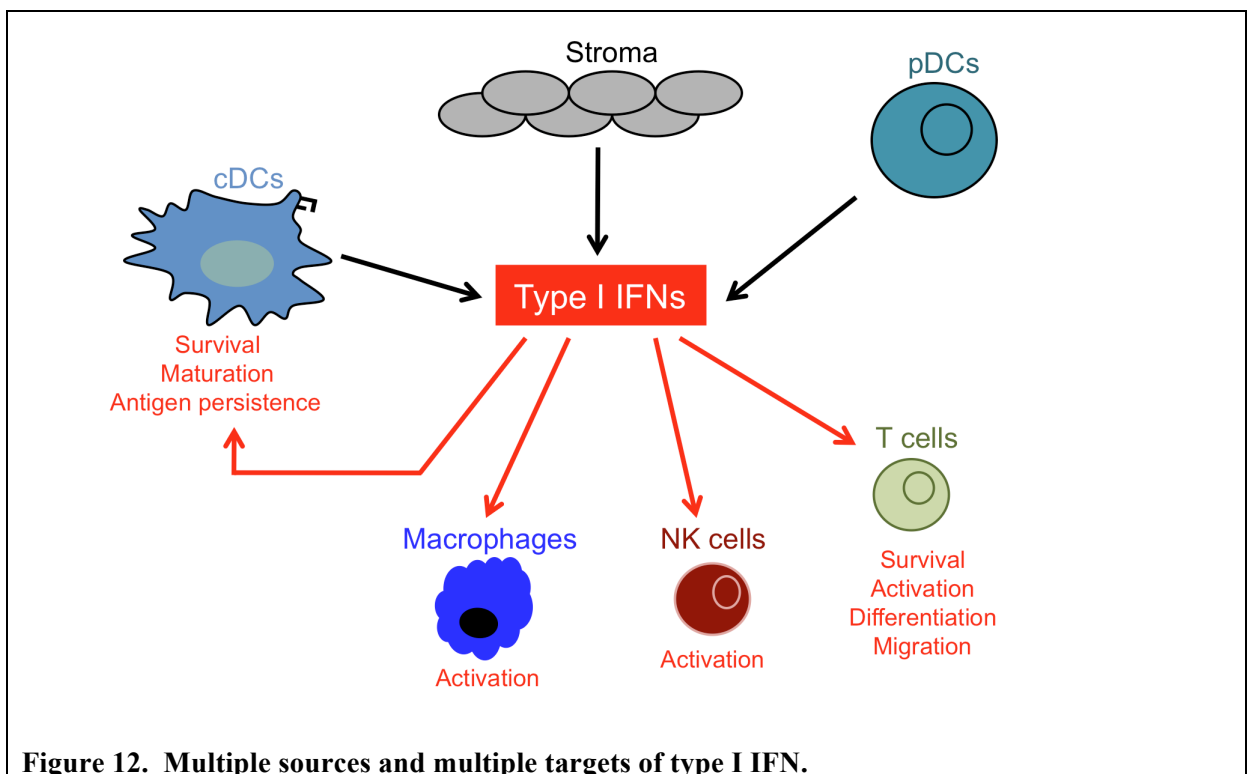 Stroma
pDCs
cDCs
Type I IFNs
Survival
Maturation
Antigen persistence
T cells
Macrophages
NK cells
Survival
Activation
Differentiation
Migration
Activation
Activation
Figure 12.  Multiple sources and multiple targets of type I IFN.